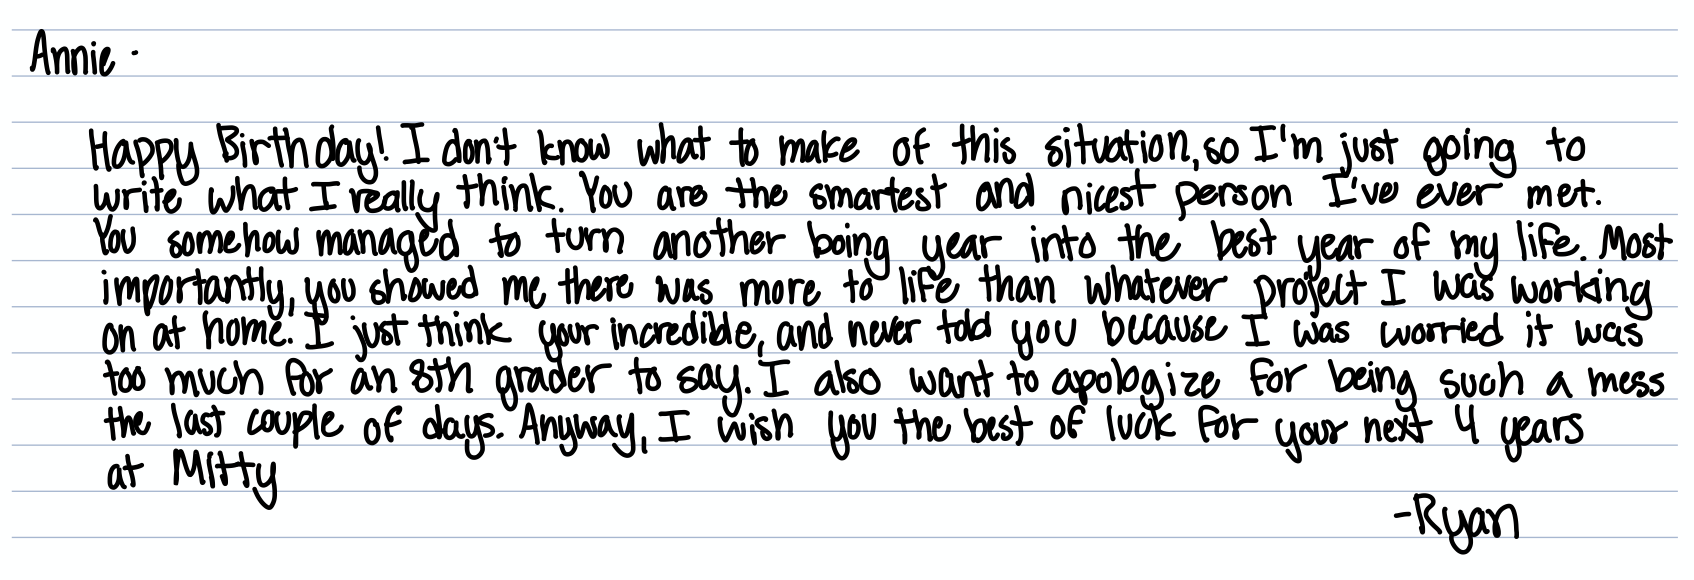 Annie -
Happy Birthday! I don't know what to make of this situation, so I'm just going to
write what I really think. You are the smartest and nicest person I've ever met.
You somehow managed to turn another boing year into the best year of my life. Most
importantly, you showed me there was more to life than whatever project I was working
on at home. I just think your incredible, and never told you because I was worried it was
too much for an 8th grader to say. I also want to apologize for being such a mess
the last couple of days. Anyway, I wish you the best of luck for your next 4 years
at Mitty
-Ryan